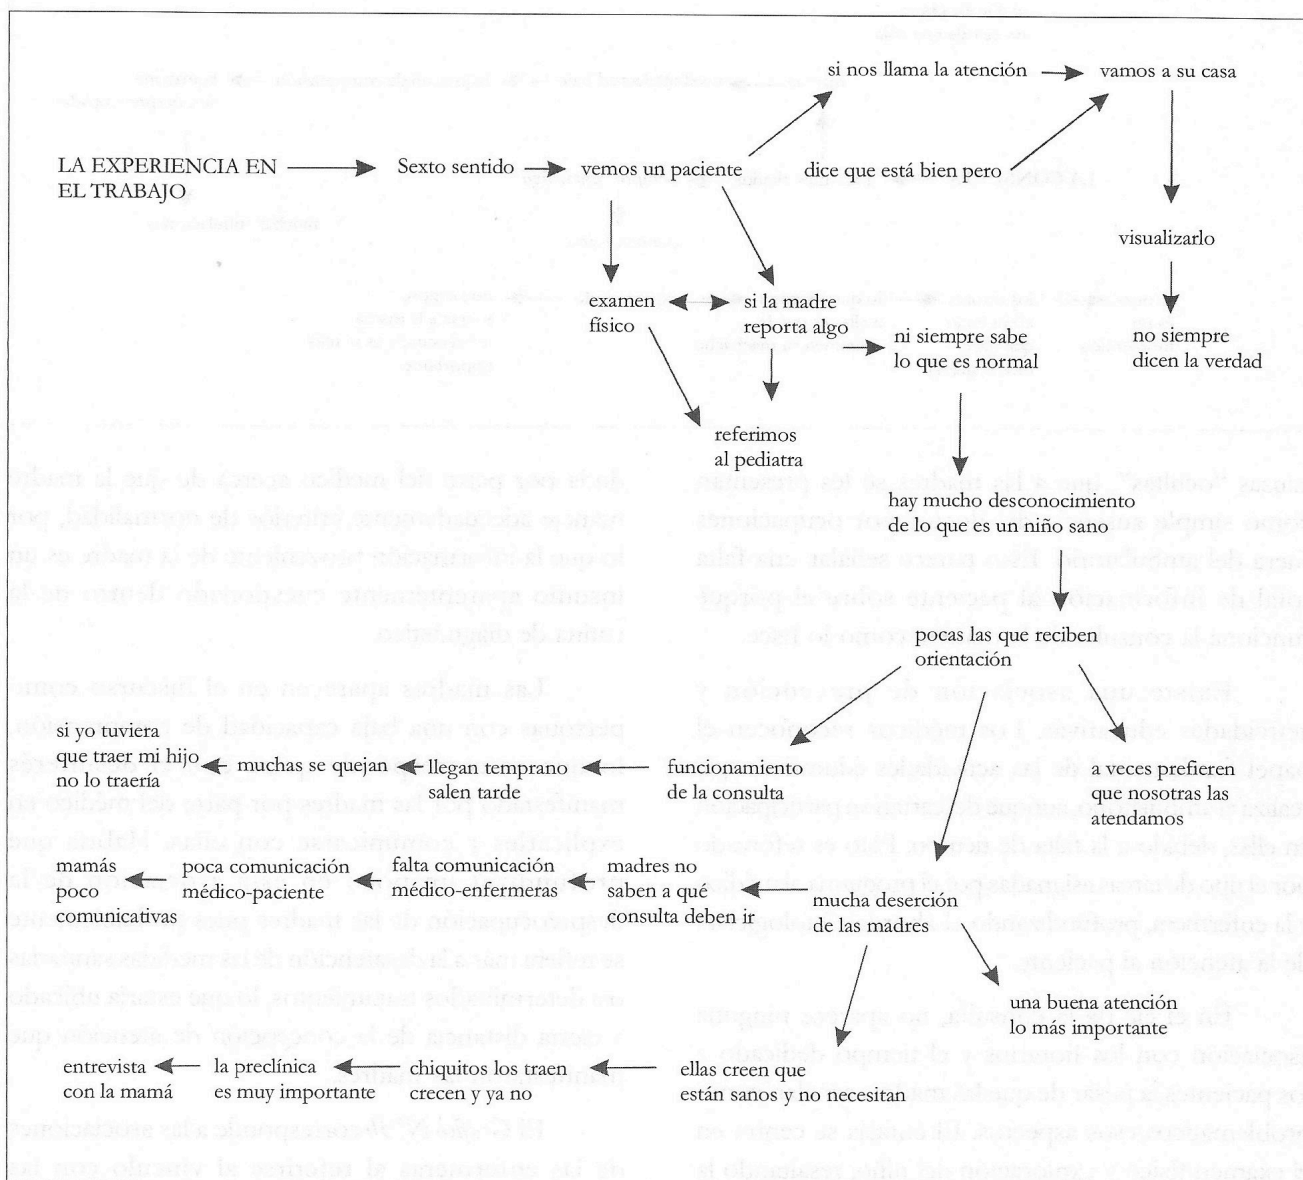 si nos llama la atención
vamos a su casa
LA EXPERIENCIA EN
EL TRABAJO
Sexto sentido
vemos un paciente
dice que está bien pero
visualizarlo
examen
físico
si la madre
reporta algo
ni siempre sabe
lo que es normal
no siempre
dicen la verdad
referimos
al pediatra
hay mucho desconocimiento
de lo que es un niño sano
pocas las que reciben
orientación
si yo tuviera
que traer mi hijo
no lo traería
muchas se quejan
llegan temprano
salen tarde
funcionamiento
de la consulta
a veces prefieren
que nosotras las
atendamos
mamás
poco
comunicativas
poca comunicación
médico-paciente
falta comunicación
médico-enfermeras
madres no
saben a qué
consulta deben ir
mucha deserción
de las madres
una buena atención
lo más importante
entrevista
con la mamá
la preclínica
es muy importante
chiquitos los traen
crecen y ya no
ellas creen que
están sanos y no necesitan